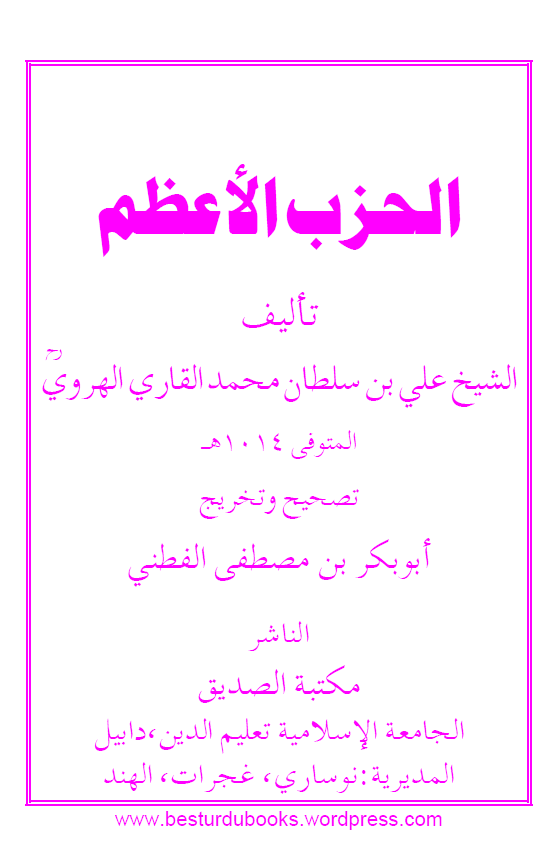 الحزب الأعظم
تأليف
الشيخ علي بن سلطان محمد القاري الهرويؒ
المتوفى ١٠١٤هـ
تصحيح وتخريج
أبوبكر بن مصطفى الفطني
الناشر
مكتبة الصديق
الجامعة الإسلامية تعليم الدين،دابيل
المديرية:نوساري، غجرات، الهند
www.besturdubooks.wordpress.com